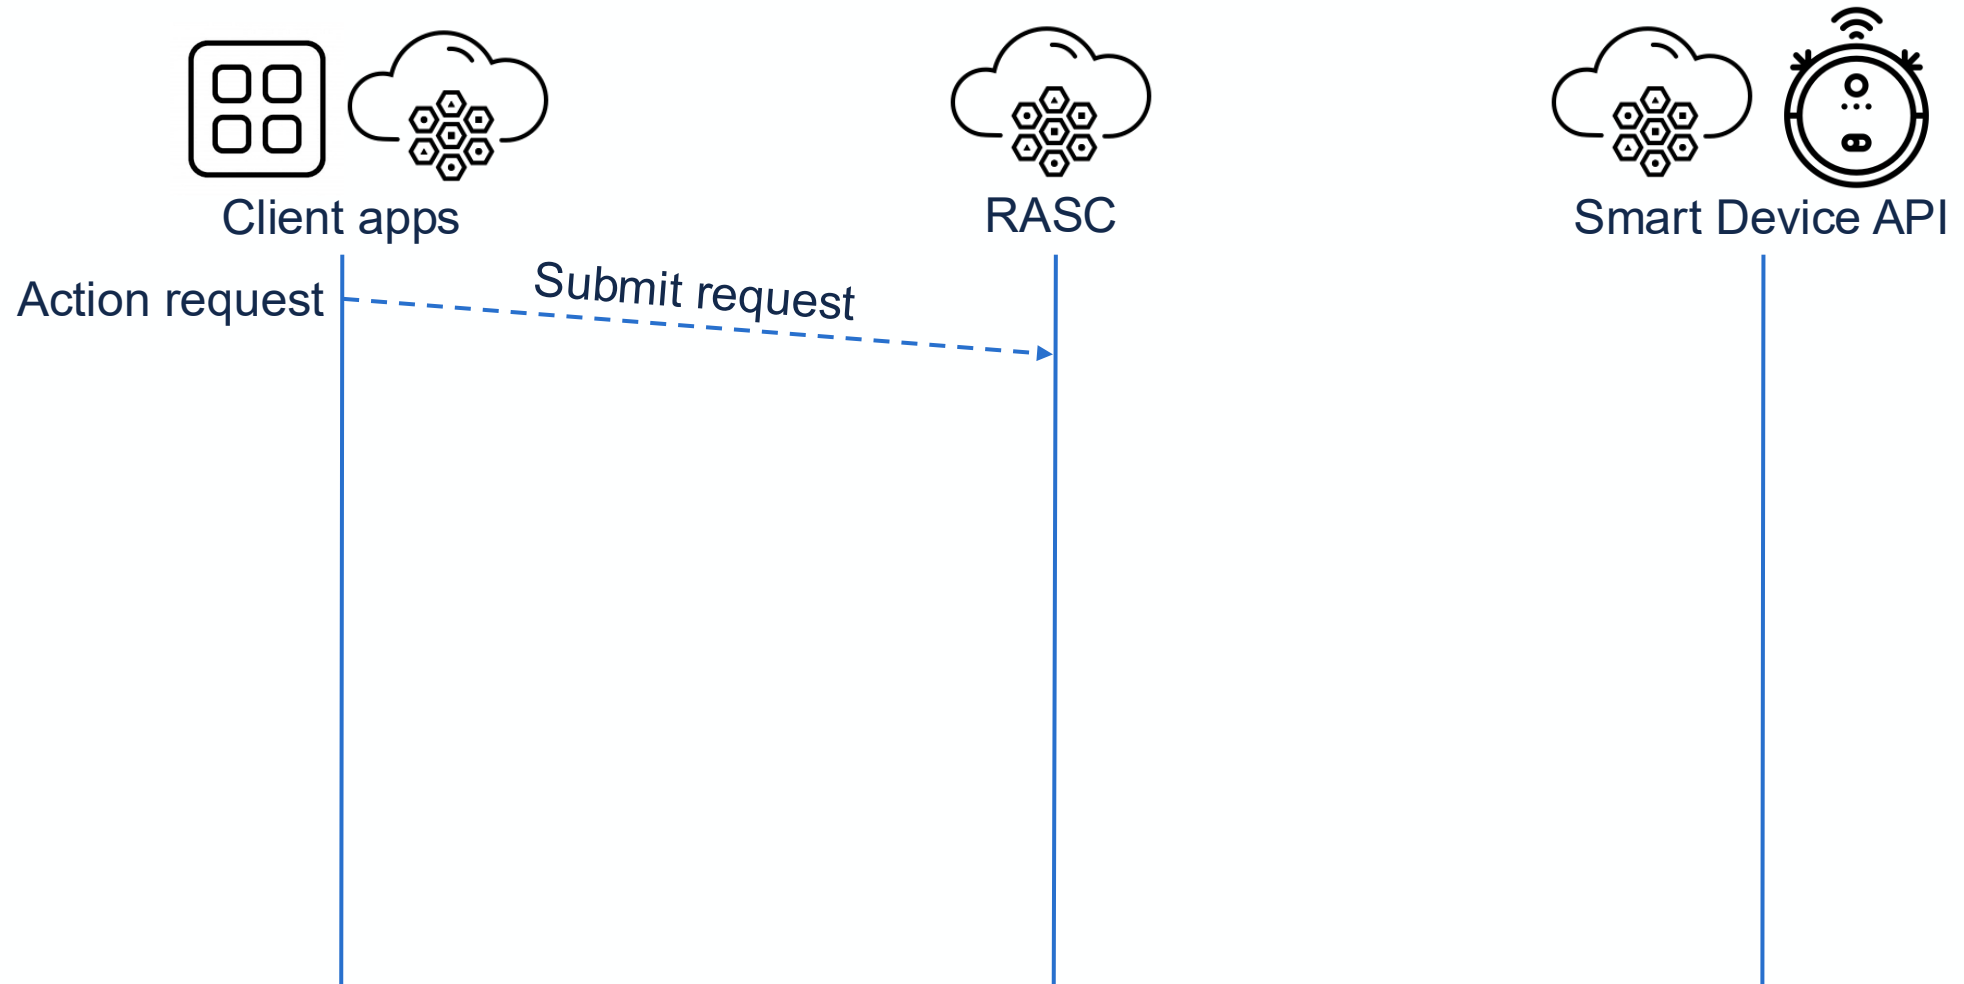 Client apps
RASC
Smart Device API
Action request
Submit request